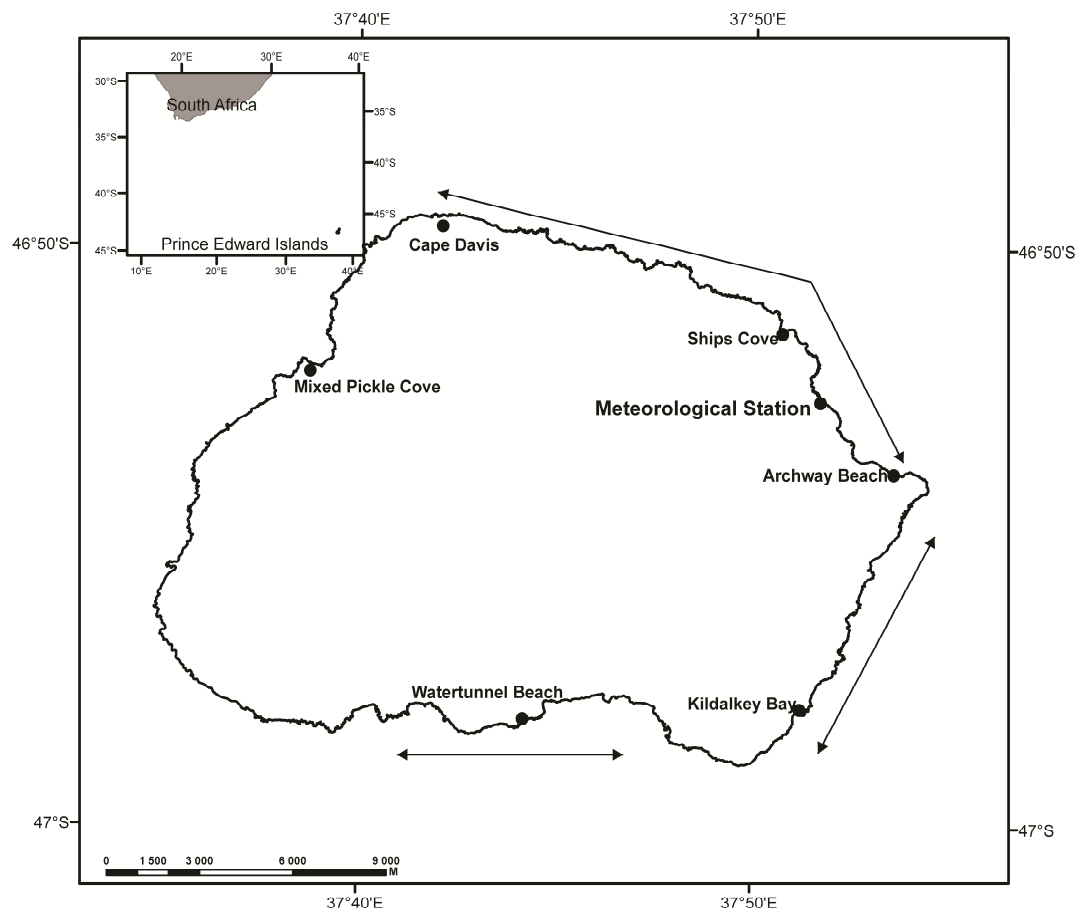 37°40'E 37°50'E
20°E 30°E 40°E
30°S
South Africa
35°S
35°S
40°S
40°S
45°S
Prince Edward Islands
45°S
10°E 20°E 30°E 40°E
46°50'S
46°50'S
Cape Davis
Ships Cove
Mixed Pickle Cove
Meteorological Station
Archway Beach
Watertunnel Beach
Kildalkey Bay
47°S
47°S
0 1 500 3 000 6 000 9 000
M
37°40'E 37°50'E